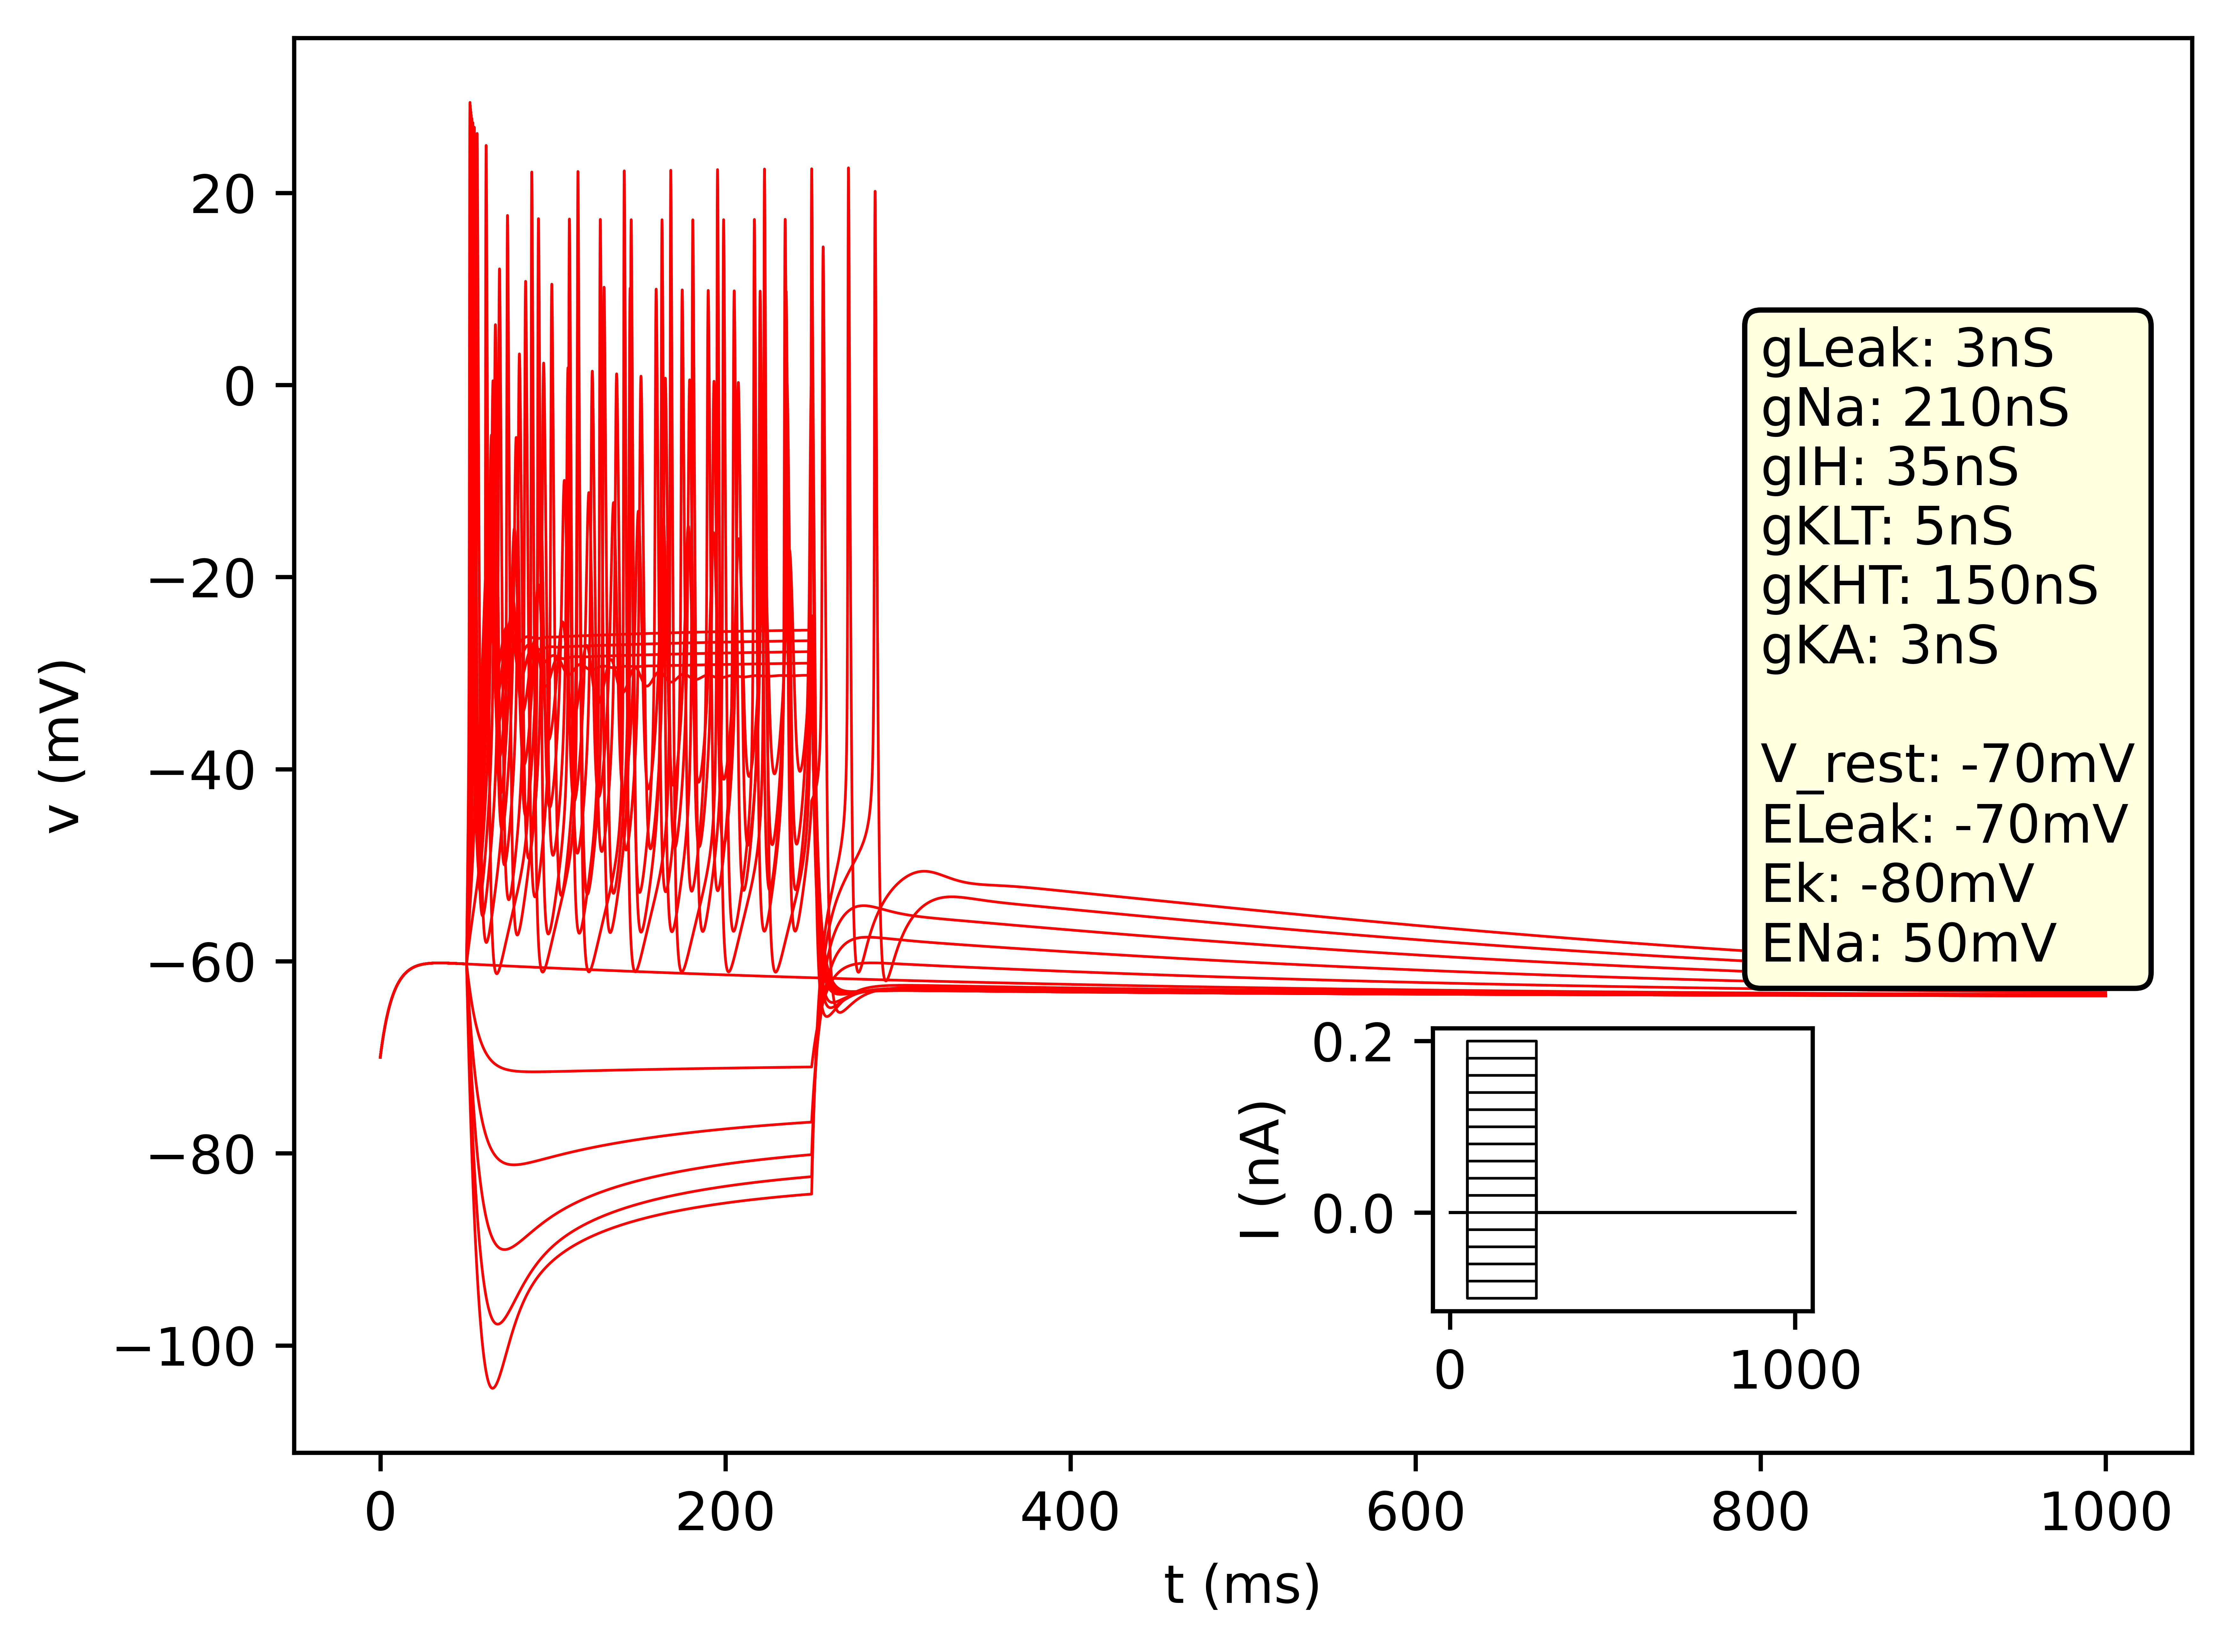 20
0
−20
−40
−60
−80
−100
v (mV)
0
200
400
600
800
1000
t (ms)
gLeak: 3nS
gNa: 210nS
gIH: 35nS
gKLT: 5nS
gKHT: 150nS
gKA: 3nS
V_rest: -70mV
ELeak: -70mV
Ek: -80mV
ENa: 50mV
0.2
0.0
I (nA)
0
1000